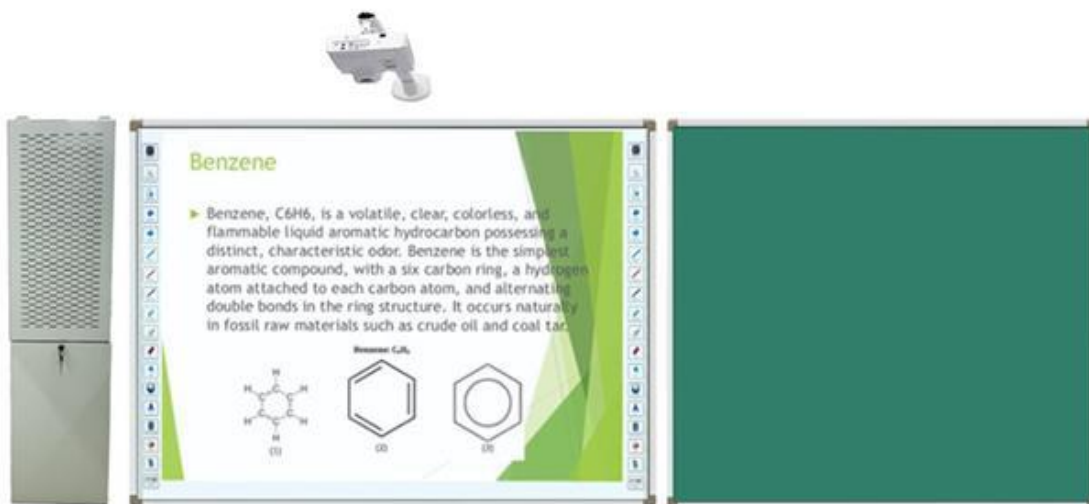 Benzene
Benzene, C6H6, is a volatile, clear, colorless, and
flammable liquid aromatic hydrocarbon possessing a
distinct, characteristic odor. Benzene is the simplest
aromatic compound, with a six carbon ring, a hydrogen
atom attached to each carbon atom, and alternating
double bonds in the ring structure. It occurs naturally
in fossil raw materials such as crude oil and coal tar.
Benzene: C₆H₆
H
H H
C
C C
C C
C
H H
H
(1) (2) (3)